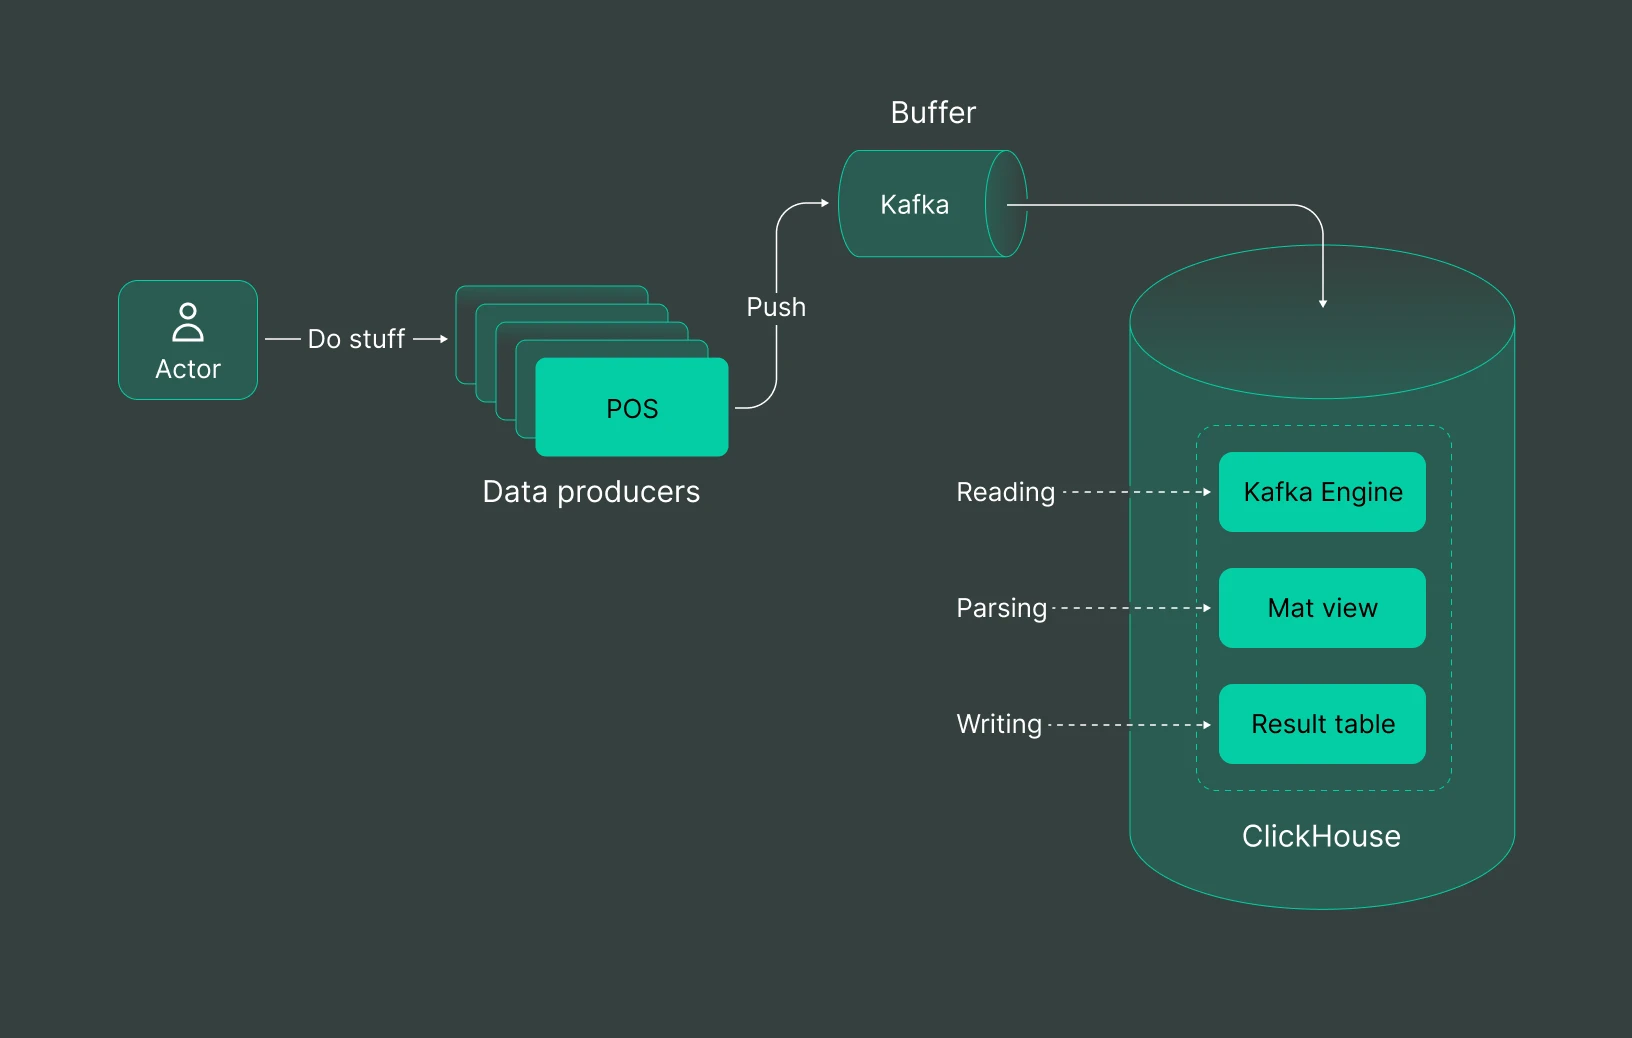 Buffer
Kafka
Push
Actor
Do stuff
POS
Data producers
Reading
Kafka Engine
Parsing
Mat view
Writing
Result table
ClickHouse